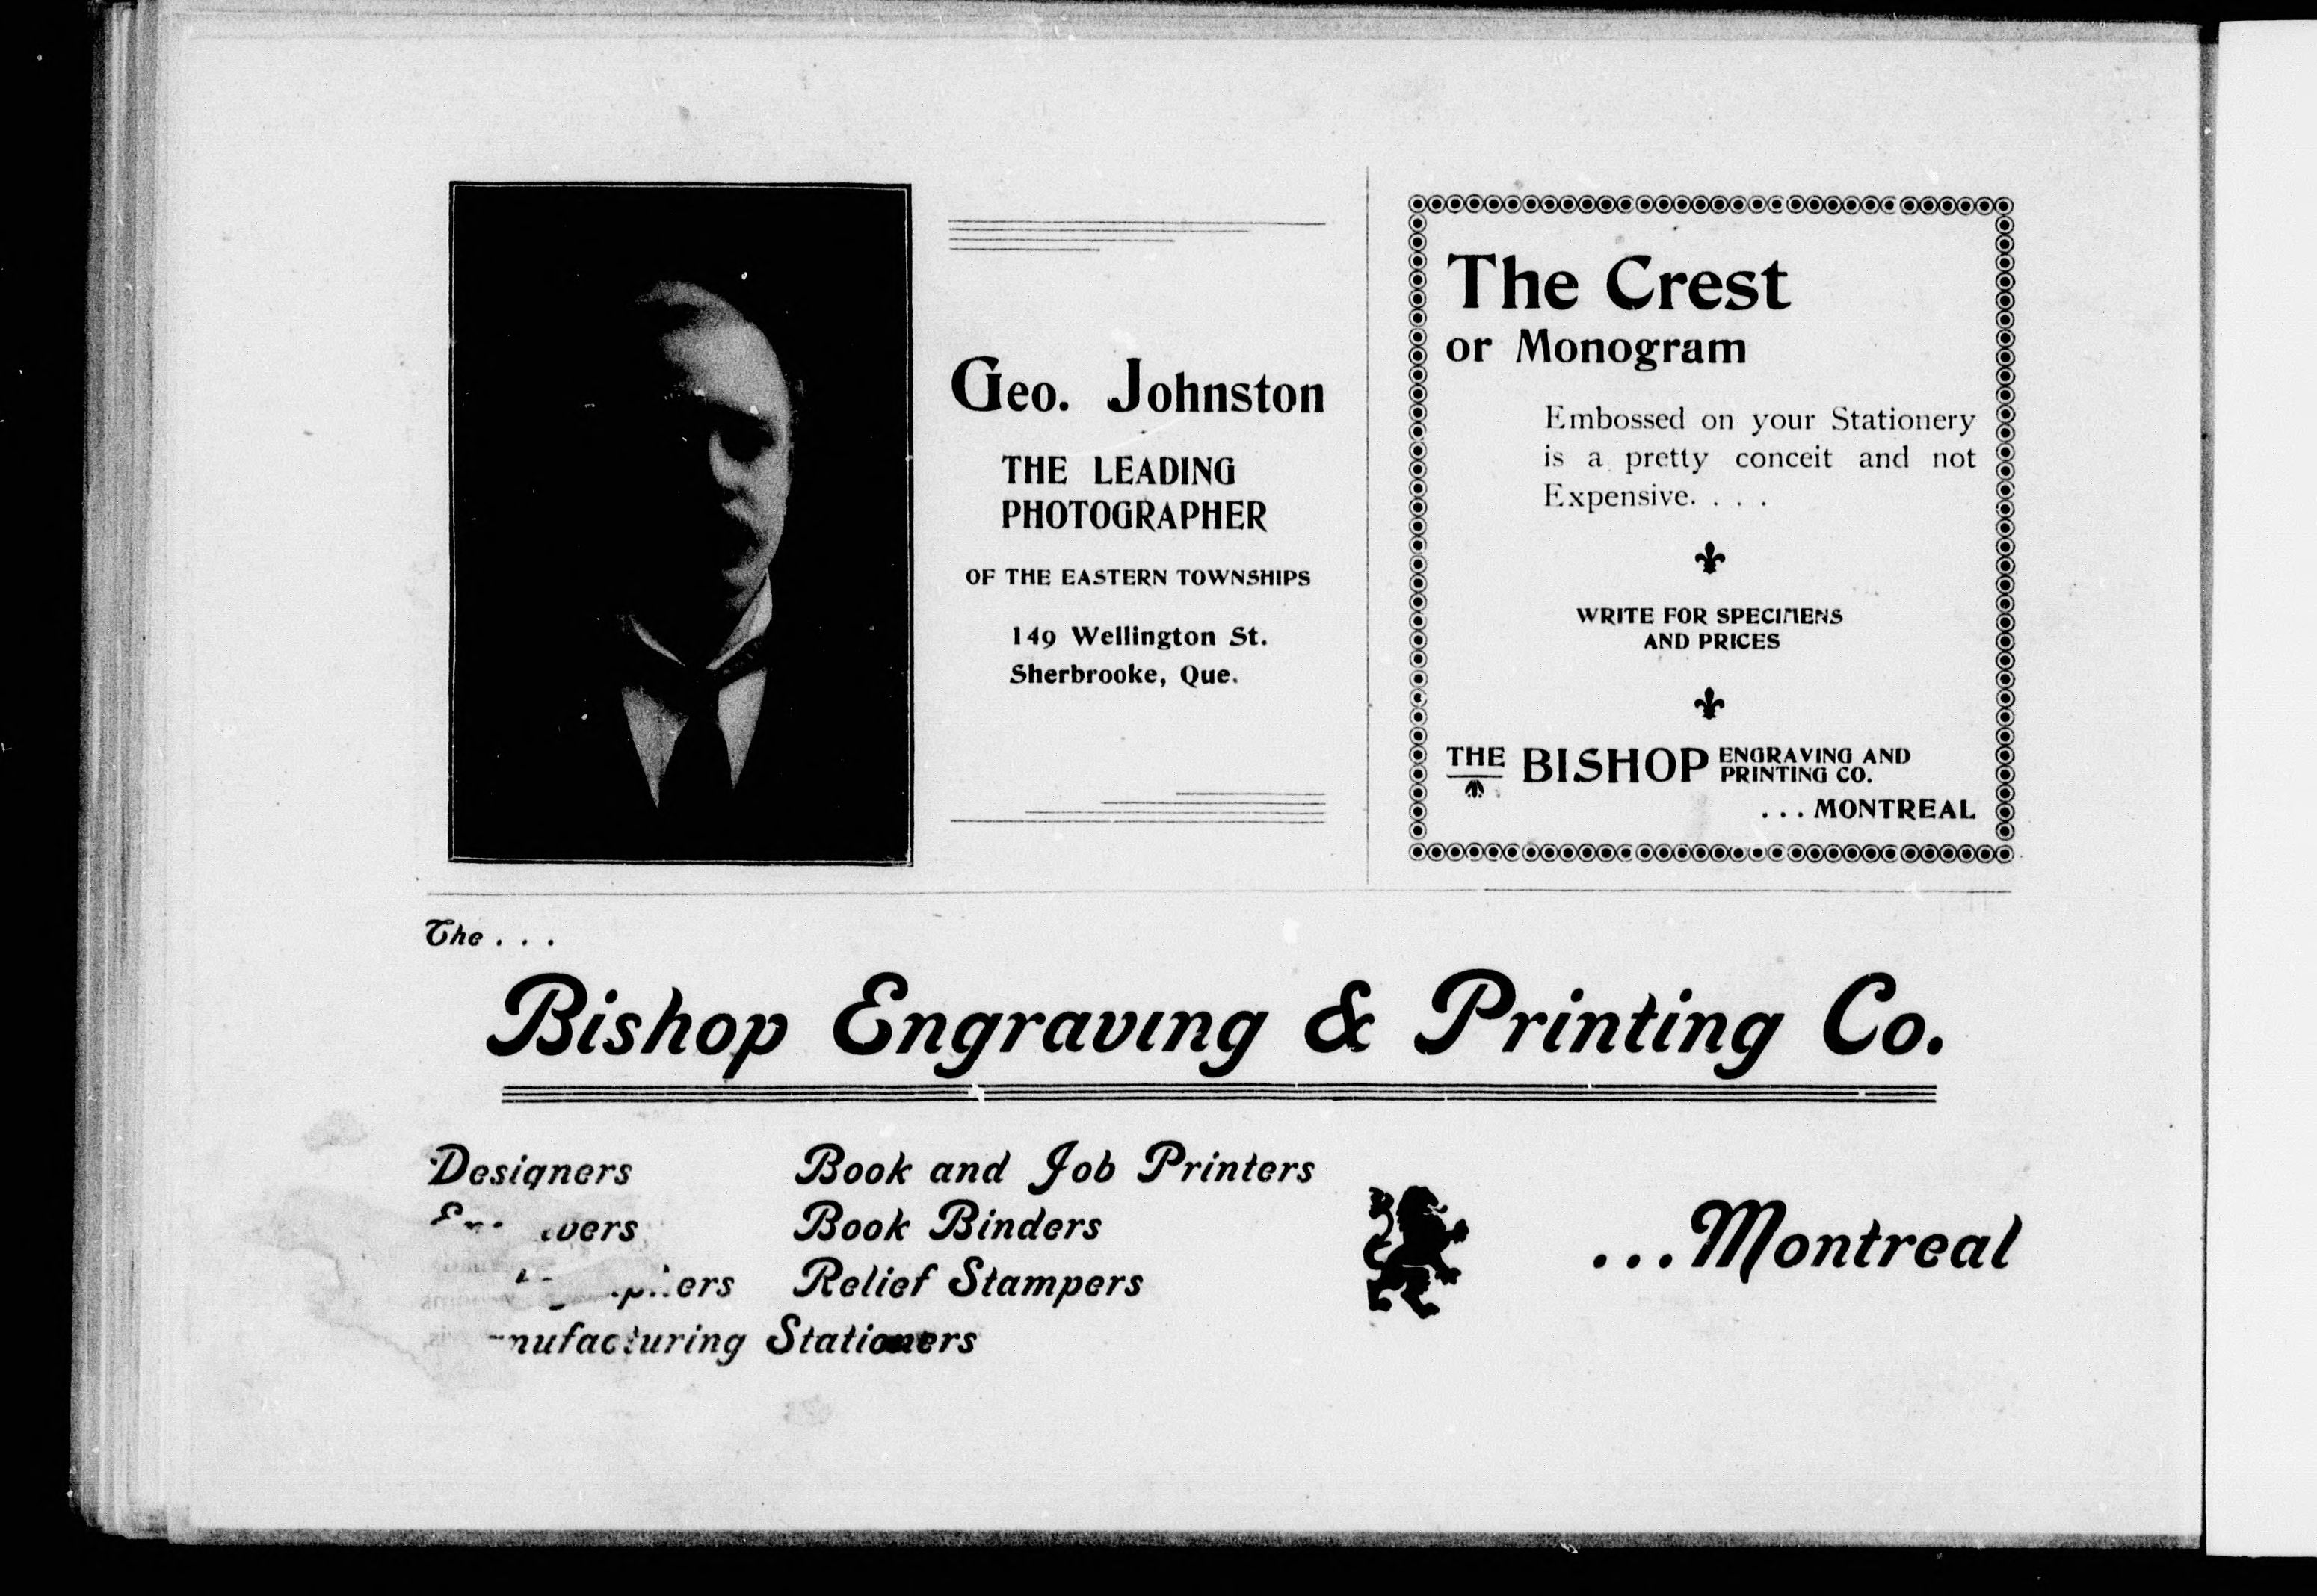 Geo. Johnston
THE LEADING
PHOTOGRAPHER
OF THE EASTERN TOWNSHIPS
149 Wellington St.
Sherbrooke, Que.
The Crest
or Monogram
Embossed on your Stationery
is a pretty conceit and not
Expensive. . . .
WRITE FOR SPECIMENS
AND PRICES
THE BISHOP ENGRAVING AND
PRINTING CO.
. . . MONTREAL
The . . .
Bishop Engraving & Printing Co.
Designers
Book and Job Printers
Book Binders
Relief Stampers
Stationers
...Montreal